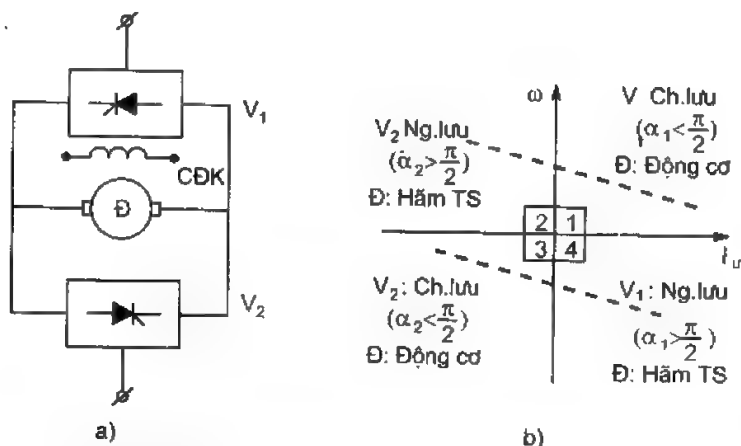 V₁
CĐK
Đ
V₂
a)
ω
V Ch.lưu
(α₁<π/2)
Đ: Động cơ
V₂ Ng.lưu
(α₂>π/2)
Đ: Hãm TS
2 1
3 4
Iư
V₂: Ch.lưu
(α₂<π/2)
Đ: Động cơ
V₁: Ng.lưu
(α₁>π/2)
Đ: Hãm TS
b)